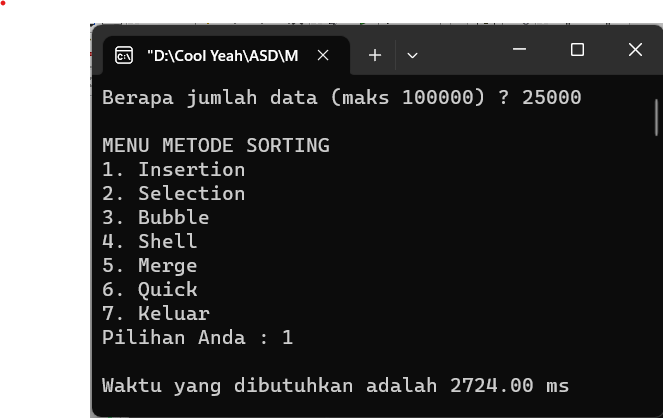 "D:\Cool Yeah\ASD\M
Berapa jumlah data (maks 100000) ? 25000
MENU METODE SORTING
1. Insertion
2. Selection
3. Bubble
4. Shell
5. Merge
6. Quick
7. Keluar
Pilihan Anda : 1
Waktu yang dibutuhkan adalah 2724.00 ms